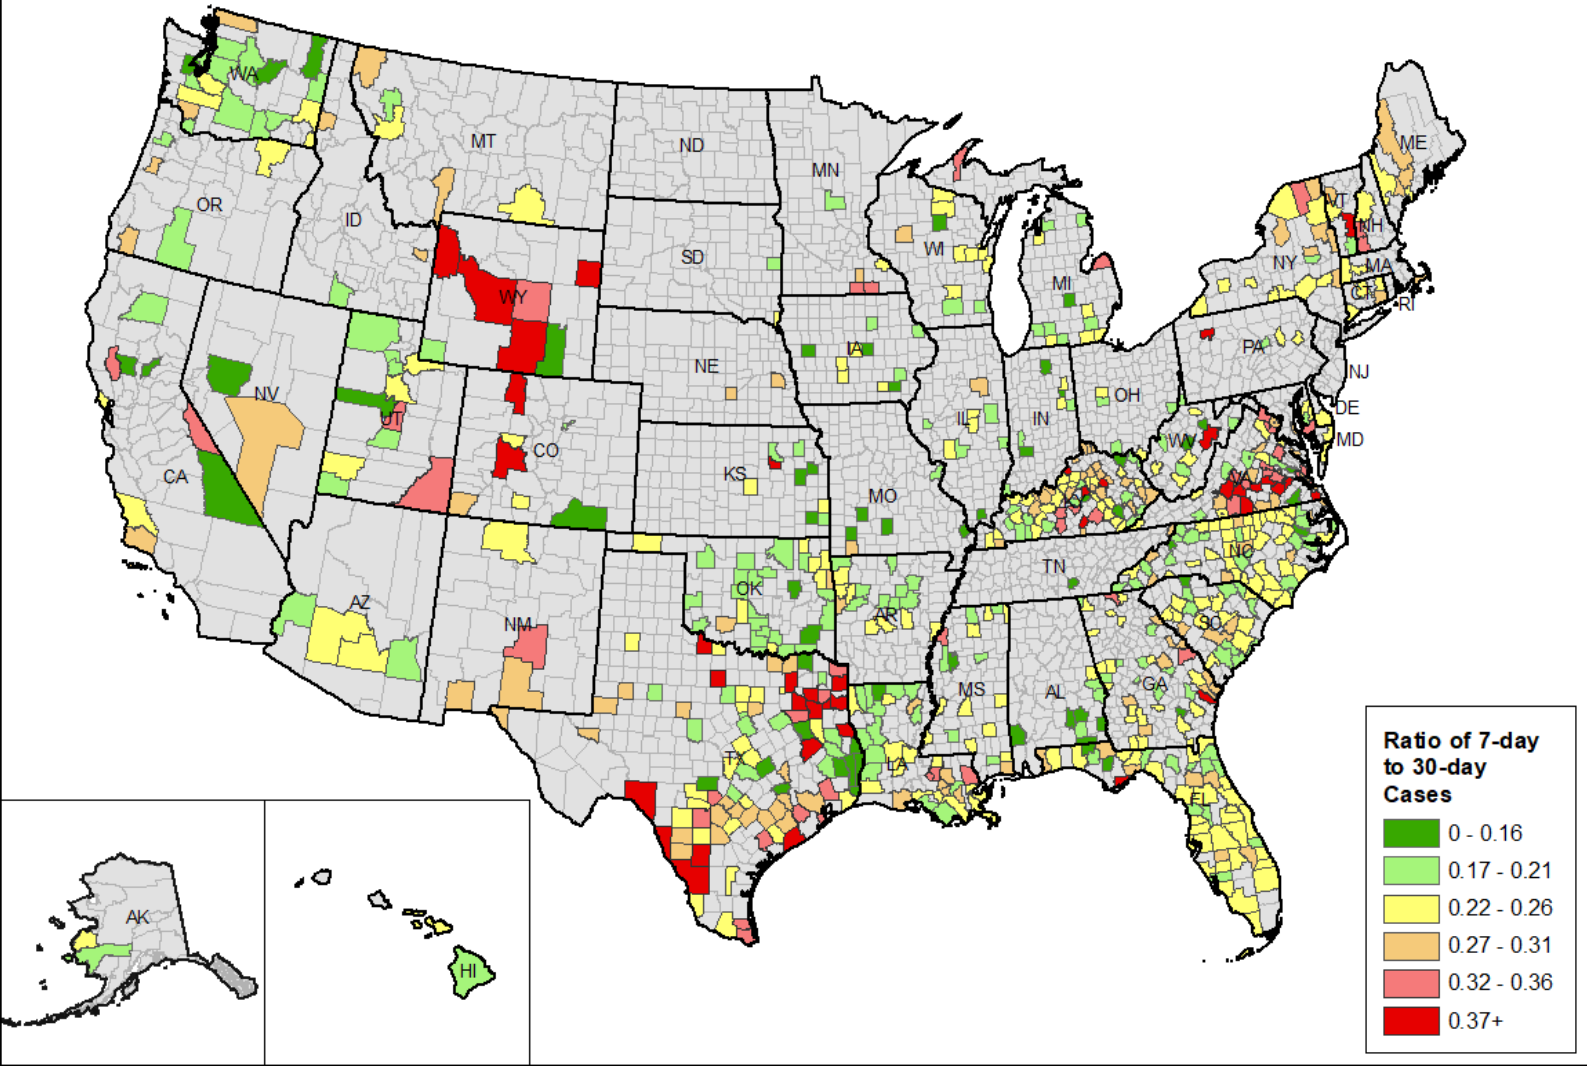 WA
MT
ND
MN
ME
OR
ID
SD
WI
MI
VT
NH
NY
MA
CT
RI
WY
NE
IA
PA
NJ
NV
UT
CO
IL
IN
OH
DE
MD
WV
CA
KS
MO
KY
VA
AZ
NM
OK
AR
TN
NC
SC
MS
AL
GA
TX
LA
FL
AK
HI
Ratio of 7-day
to 30-day
Cases
0 - 0.16
0.17 - 0.21
0.22 - 0.26
0.27 - 0.31
0.32 - 0.36
0.37+